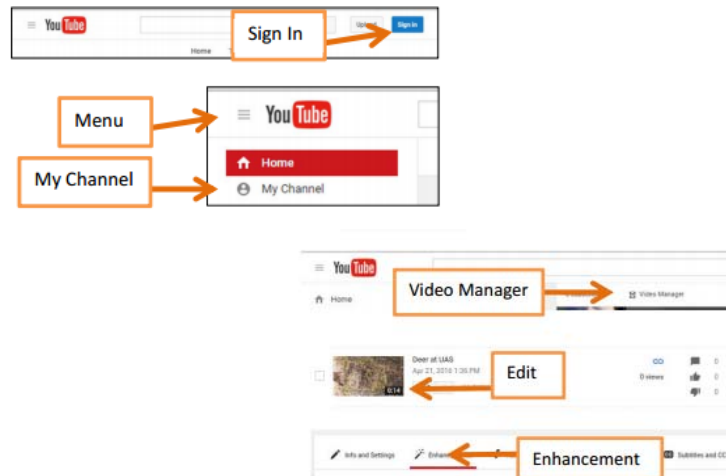 YouTube
Sign In
Upload
Sign in
Home
Menu
YouTube
Home
My Channel
My Channel
YouTube
Home
Video Manager
Video Manager
Deer at UAS
Apr 21, 2016 1:26 PM
0:14
Edit
0 views
0
0
0
Info and Settings
Enhancement
Subtitles and CC